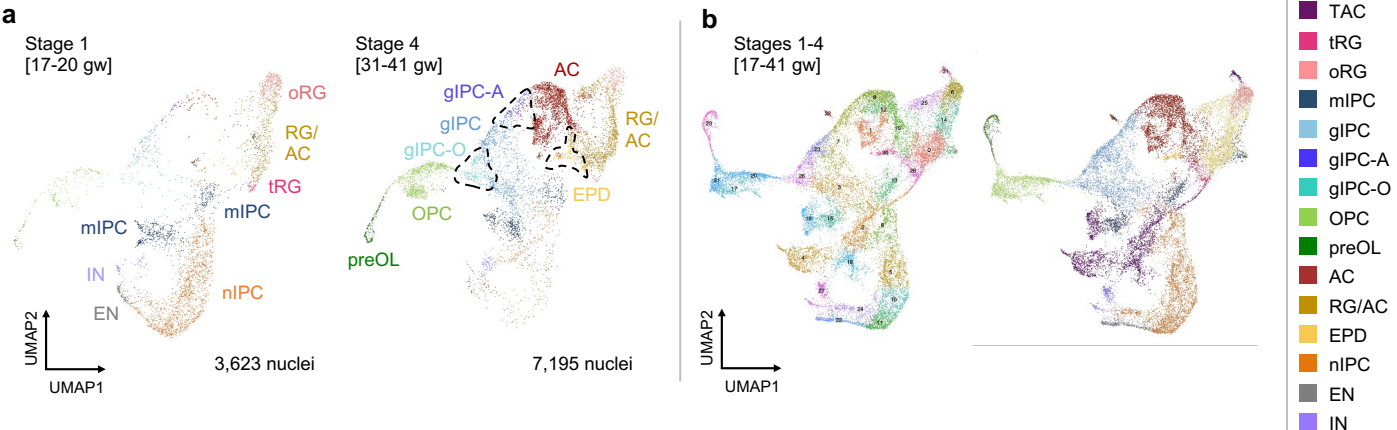 a
Stage 1
[17-20 gw]
oRG
RG/
AC
tRG
mIPC
mIPC
IN
EN
nIPC
UMAP2
UMAP1
3,623 nuclei
Stage 4
[31-41 gw]
AC
gIPC-A
gIPC
gIPC-O
RG/
AC
EPD
OPC
preOL
7,195 nuclei
b
Stages 1-4
[17-41 gw]
UMAP2
UMAP1
TAC
tRG
oRG
mIPC
gIPC
gIPC-A
gIPC-O
OPC
preOL
AC
RG/AC
EPD
nIPC
EN
IN